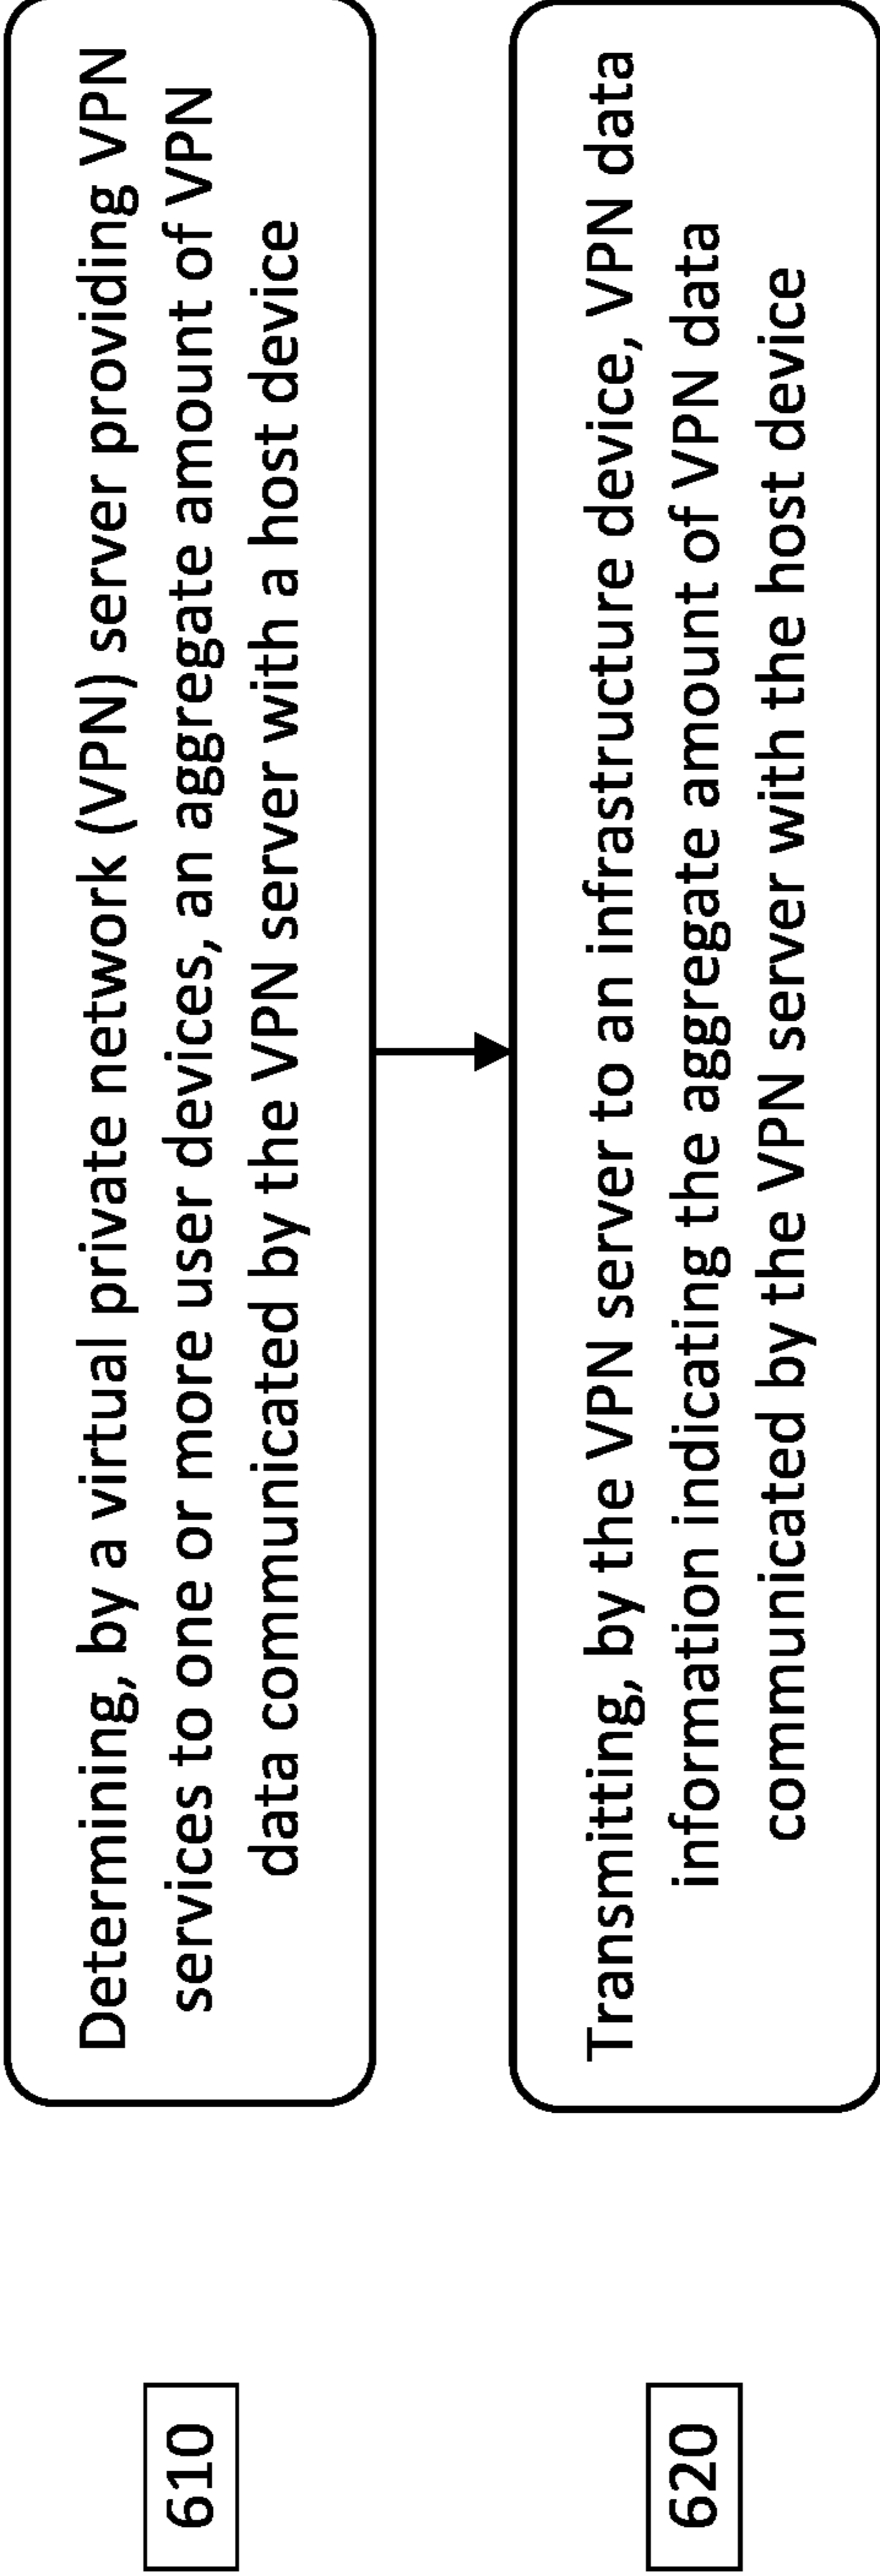 610
Determining, by a virtual private network (VPN) server providing VPN
services to one or more user devices, an aggregate amount of VPN
data communicated by the VPN server with a host device
620
Transmitting, by the VPN server to an infrastructure device, VPN data
information indicating the aggregate amount of VPN data
communicated by the VPN server with the host device